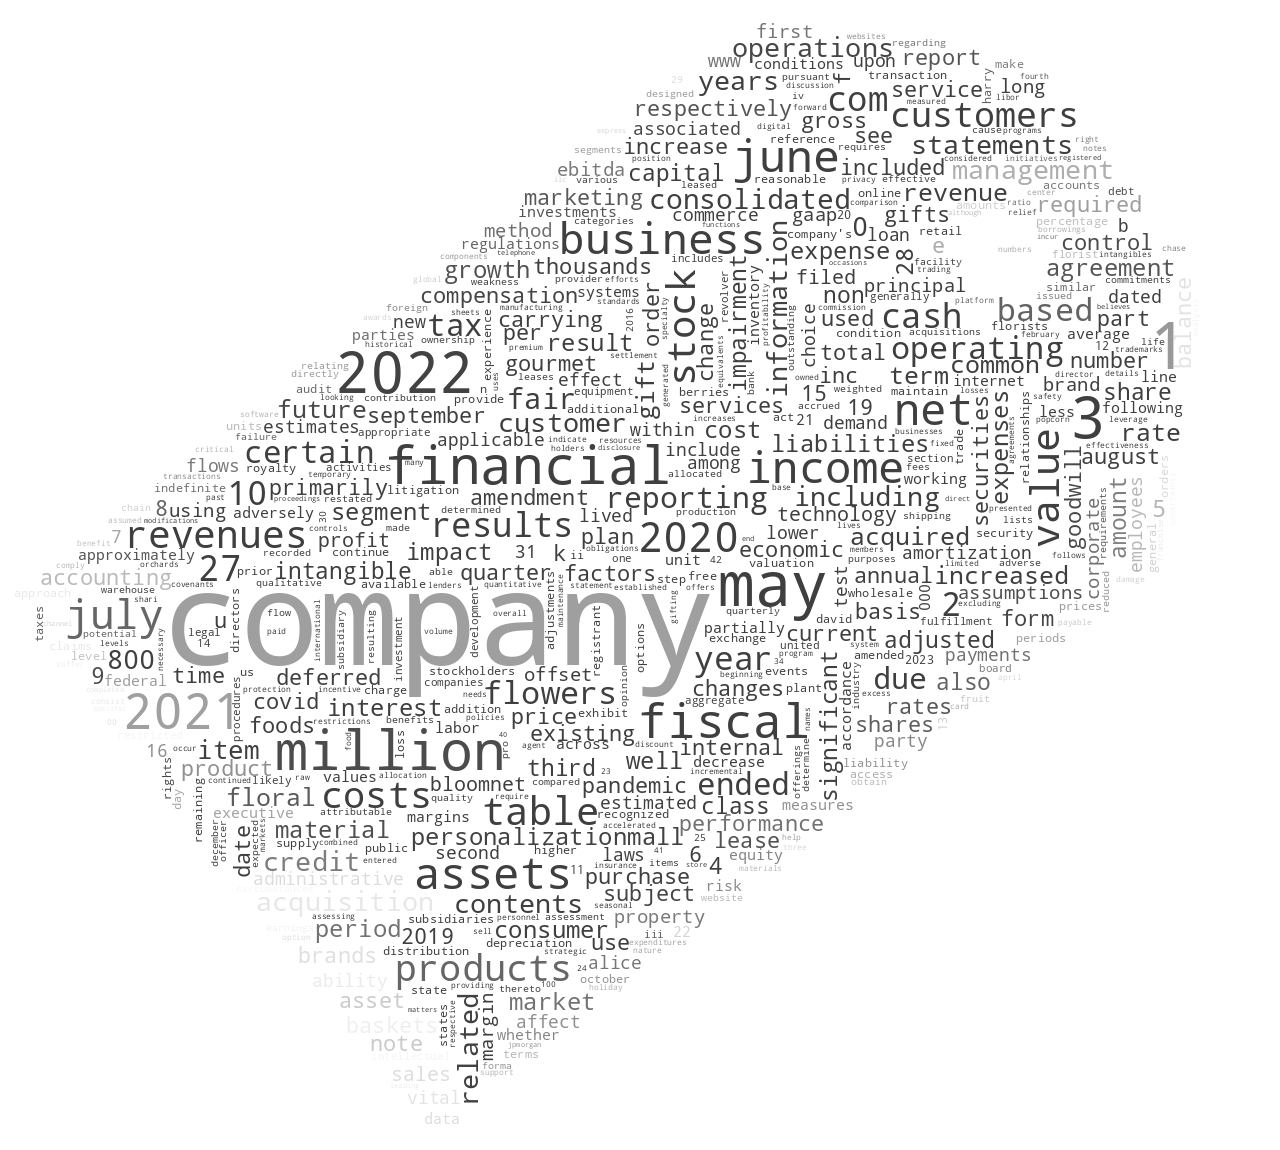 first websites
operations regarding
www conditions upon report
29 years pursuant f transaction make fourth
designed discussion com service harry long
respectively iv forward measured customers libor
express associated gross see cause programs
segments increase digital reference june requires statements right notes
ebitda position capital included considered initiatives registered management
various leased reasonable privacy effective accounts debt
marketing consolidated online comparison revenue center amounts ratio required
investments categories commerce gaap 20 0 gifts although relief percentage
method functions company's loan retail e borrowings incur b
regulations telephone business expense numbers control
components includes occasions facility 28 florist intangibles chase
growth thousands information filed trading agreement
global weakness provider efforts stock impairment principal similar commitments
compensation systems revolver inventory non generally platform issued dated balance
foreign manufacturing standards order commission based believes
awards new tax carrying 2016 specialty change profitability outstanding used cash florists part 1
parties sheets per experience condition acquisitions february average life
historical ownership result settlement choice total operating 12 trademarks
relating premium gourmet bank term common number details
directly 2022 leases effect equivalents owned inc internet brand line
audit looking contribution n uses equipment berries weighted maintain director safety share
provide gift generated 15 net less popcorn following
software future september fair additional services act accrued 19 securities relationships leverage 3
units estimates customer within increases 21 demand trade value rate
failure appropriate cost businesses expenses effectiveness
critical certain applicable indicate resources liabilities fixed agreements goodwill august
flows holders disclosure include section losses
transactions royalty activities many financial among income fees working orders
indefinite temporary allocated base
past 10 primarily litigation amendment reporting including direct presented amount 5
chain 8 using proceedings restated determined production technology shipping lists employees
assumed modifications adversely 30 segment lived lives security requirements
7 revenues controls made results plan 2020 end lower members acquired follows corporate general
benefit orchards profit continue impact 31 k ii obligations unit 42 economic purposes limited adverse
approximately recorded one valuation amortization
comply covenants 27 prior intangible able quarter factors step free annual increased reduced damage
accounting qualitative available lenders quantitative statement established offers may test wholesale assumptions
approach warehouse shari flow international subsidiary resulting investment development overall adjustments maintenance gifting 000 2 excluding prices
taxes july company quarterly david basis fulfillment form payable
channel potential u directors paid volume registrant options partially current adjusted periods
claims levels legal necessary exchange united system amended 2023 payments
level 14 us stockholders year program 34
800 time deferred companies offset opinion beginning events industry due also board
9 federal procedures protection incentive charge needs flowers changes plant accordance excess april
2021 covid interest addition policies price exhibit aggregate significant rates card fruit
00 foods restrictions benefits labor existing fiscal names shares 13
restricted million food loss pro 40 agent across discount internal offerings determine party
16 occur item third 23 well decrease liability
rights product continued likely raw values allocation bloomnet compared pandemic incremental ended access
day remaining floral costs quality require estimated class obtain
executive attributable margins table recognized measures
december officer date expected markets material accelerated performance
supply combined public personalizationmall 25 lease help
credit entered second higher laws 41 6 equity three
administrative assets 11 insurance items store 4 materials
purchase risk website
acquisition contents subject
assessing subsidiaries personnel assessment property
earnings period 2019 sell consumer seasonal iii 22
option depreciation use expenditures
brands distribution strategic nature
products 24 alice
ability state providing thereto 100 october
asset matters states respective related margin market holiday
baskets affect
note whether
intellectual jpmorgan terms
sales forma
leading support
vital
data